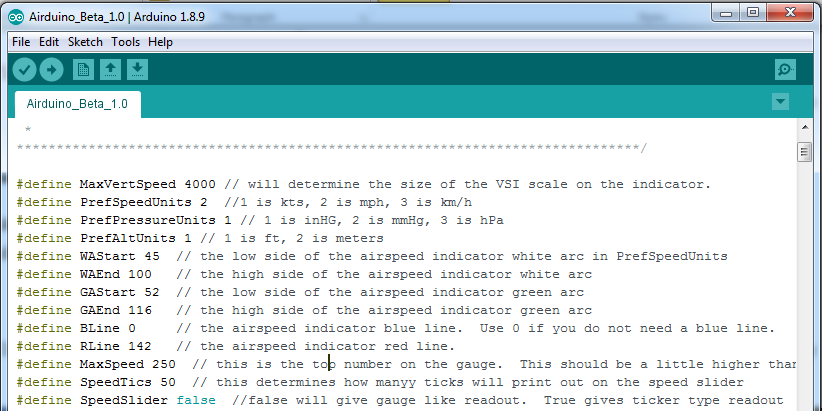 Airduino_Beta_1.0 | Arduino 1.8.9
File Edit Sketch Tools Help
Airduino_Beta_1.0
*
******************************************************************************/
#define MaxVertSpeed 4000 // will determine the size of the VSI scale on the indicator.
#define PrefSpeedUnits 2  //1 is kts, 2 is mph, 3 is km/h
#define PrefPressureUnits 1 // 1 is inHG, 2 is mmHg, 3 is hPa
#define PrefAltUnits 1 // 1 is ft, 2 is meters
#define WAStart 45  // the low side of the airspeed indicator white arc in PrefSpeedUnits
#define WAEnd 100   // the high side of the airspeed indicator white arc
#define GAStart 52  // the low side of the airspeed indicator green arc
#define GAEnd 116   // the high side of the airspeed indicator green arc
#define BLine 0     // the airspeed indicator blue line.  Use 0 if you do not need a blue line.
#define RLine 142   // the airspeed indicator red line.
#define MaxSpeed 250  // this is the top number on the gauge.  This should be a little higher than
#define SpeedTics 50  // this determines how manyy ticks will print out on the speed slider
#define SpeedSlider false  //false will give gauge like readout.  True gives ticker type readout